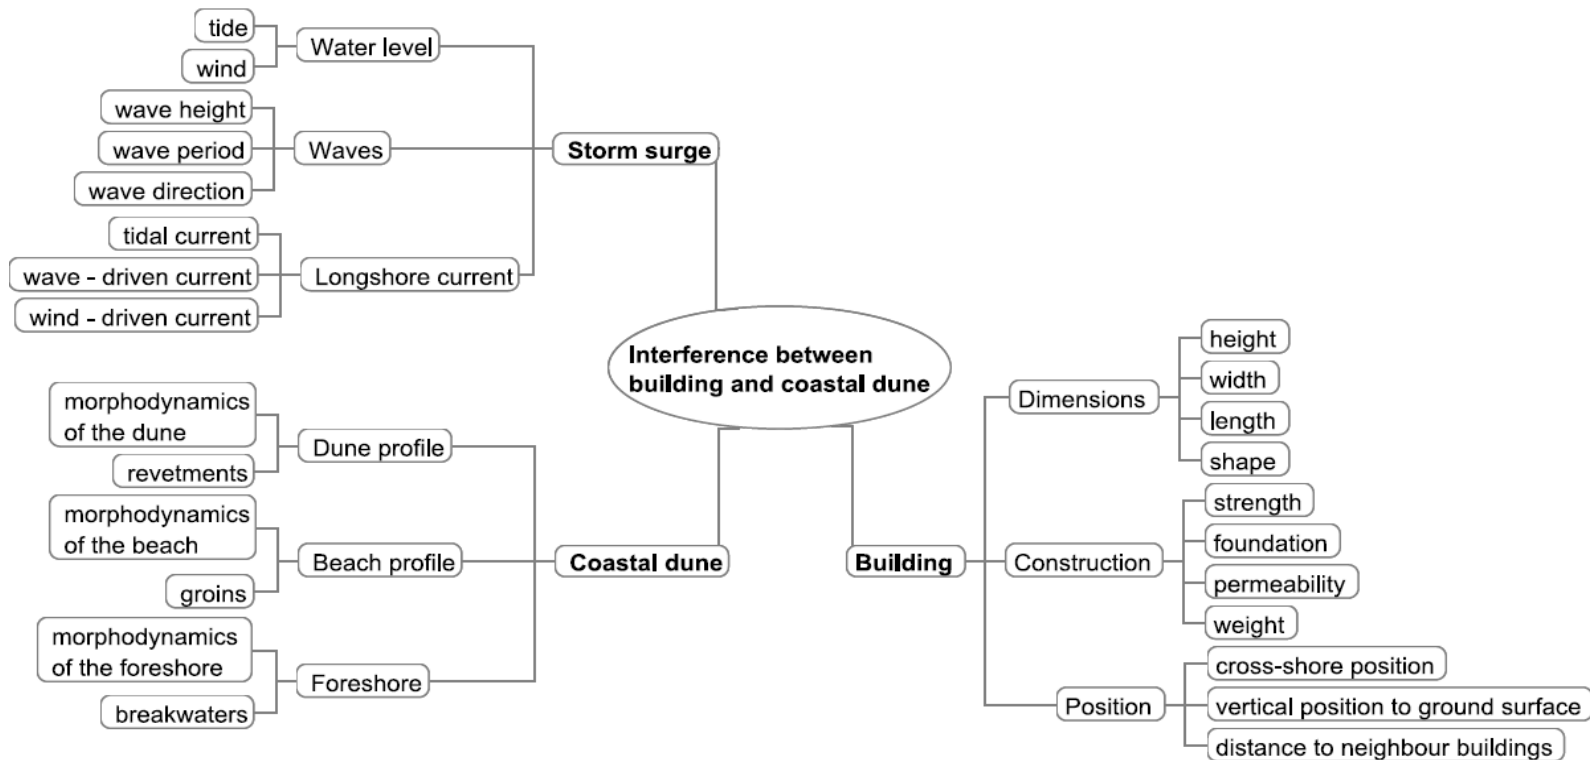 tide
wind
Water level
wave height
wave period
wave direction
Waves
tidal current
wave - driven current
wind - driven current
Longshore current
Storm surge
Interference between
building and coastal dune
morphodynamics
of the dune
revetments
Dune profile
morphodynamics
of the beach
groins
Beach profile
morphodynamics
of the foreshore
breakwaters
Foreshore
Coastal dune
Building
Dimensions
height
width
length
shape
Construction
strength
foundation
permeability
weight
Position
cross-shore position
vertical position to ground surface
distance to neighbour buildings